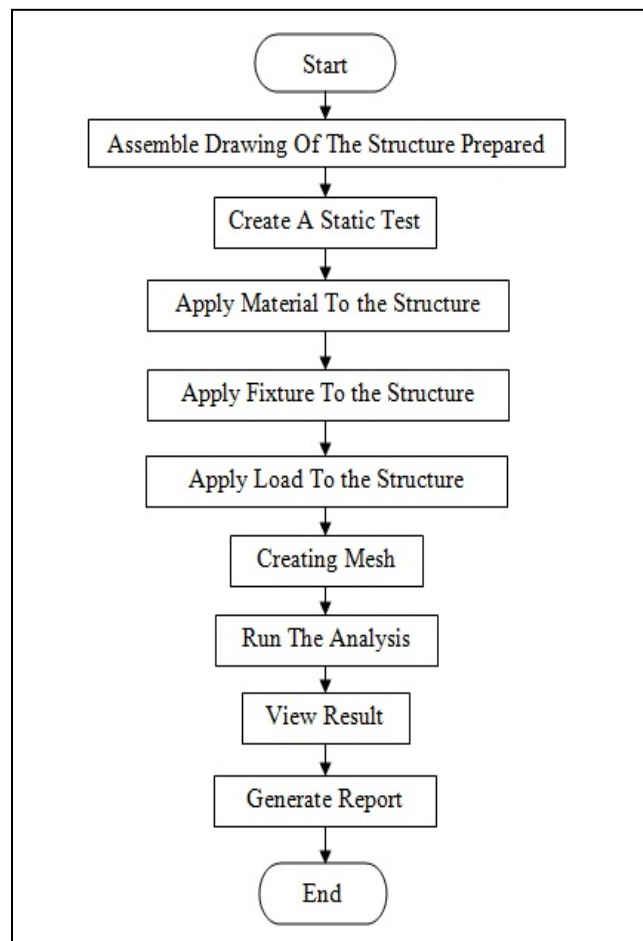 Start
Assemble Drawing Of The Structure Prepared
Create A Static Test
Apply Material To the Structure
Apply Fixture To the Structure
Apply Load To the Structure
Creating Mesh
Run The Analysis
View Result
Generate Report
End